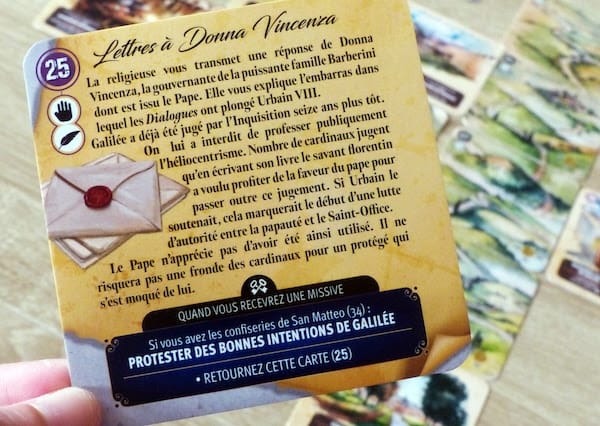 Lettres à Donna Vincenza
25
La religieuse vous transmet une réponse de Donna
Vincenza, la gouvernante de la puissante famille Barberini
dont est issu le Pape. Elle vous explique l'embarras dans
lequel les Dialogues ont plongé Urbain VIII.
Galilée a déjà été jugé par l'Inquisition seize ans plus tôt.
On lui a interdit de professer publiquement
l'héliocentrisme. Nombre de cardinaux jugent
qu'en écrivant son livre le savant florentin
a voulu profiter de la faveur du pape pour
passer outre ce jugement. Si Urbain le
soutenait, cela marquerait le début d'une lutte
d'autorité entre la papauté et le Saint-Office.
Le Pape n'apprécie pas d'avoir été ainsi utilisé. Il ne
risquera pas une fronde des cardinaux pour un protégé qui
s'est moqué de lui.
QUAND VOUS RECEVREZ UNE MISSIVE
Si vous avez les confiseries de San Matteo (34) :
PROTESTER DES BONNES INTENTIONS DE GALILÉE
• RETOURNEZ CETTE CARTE (25)